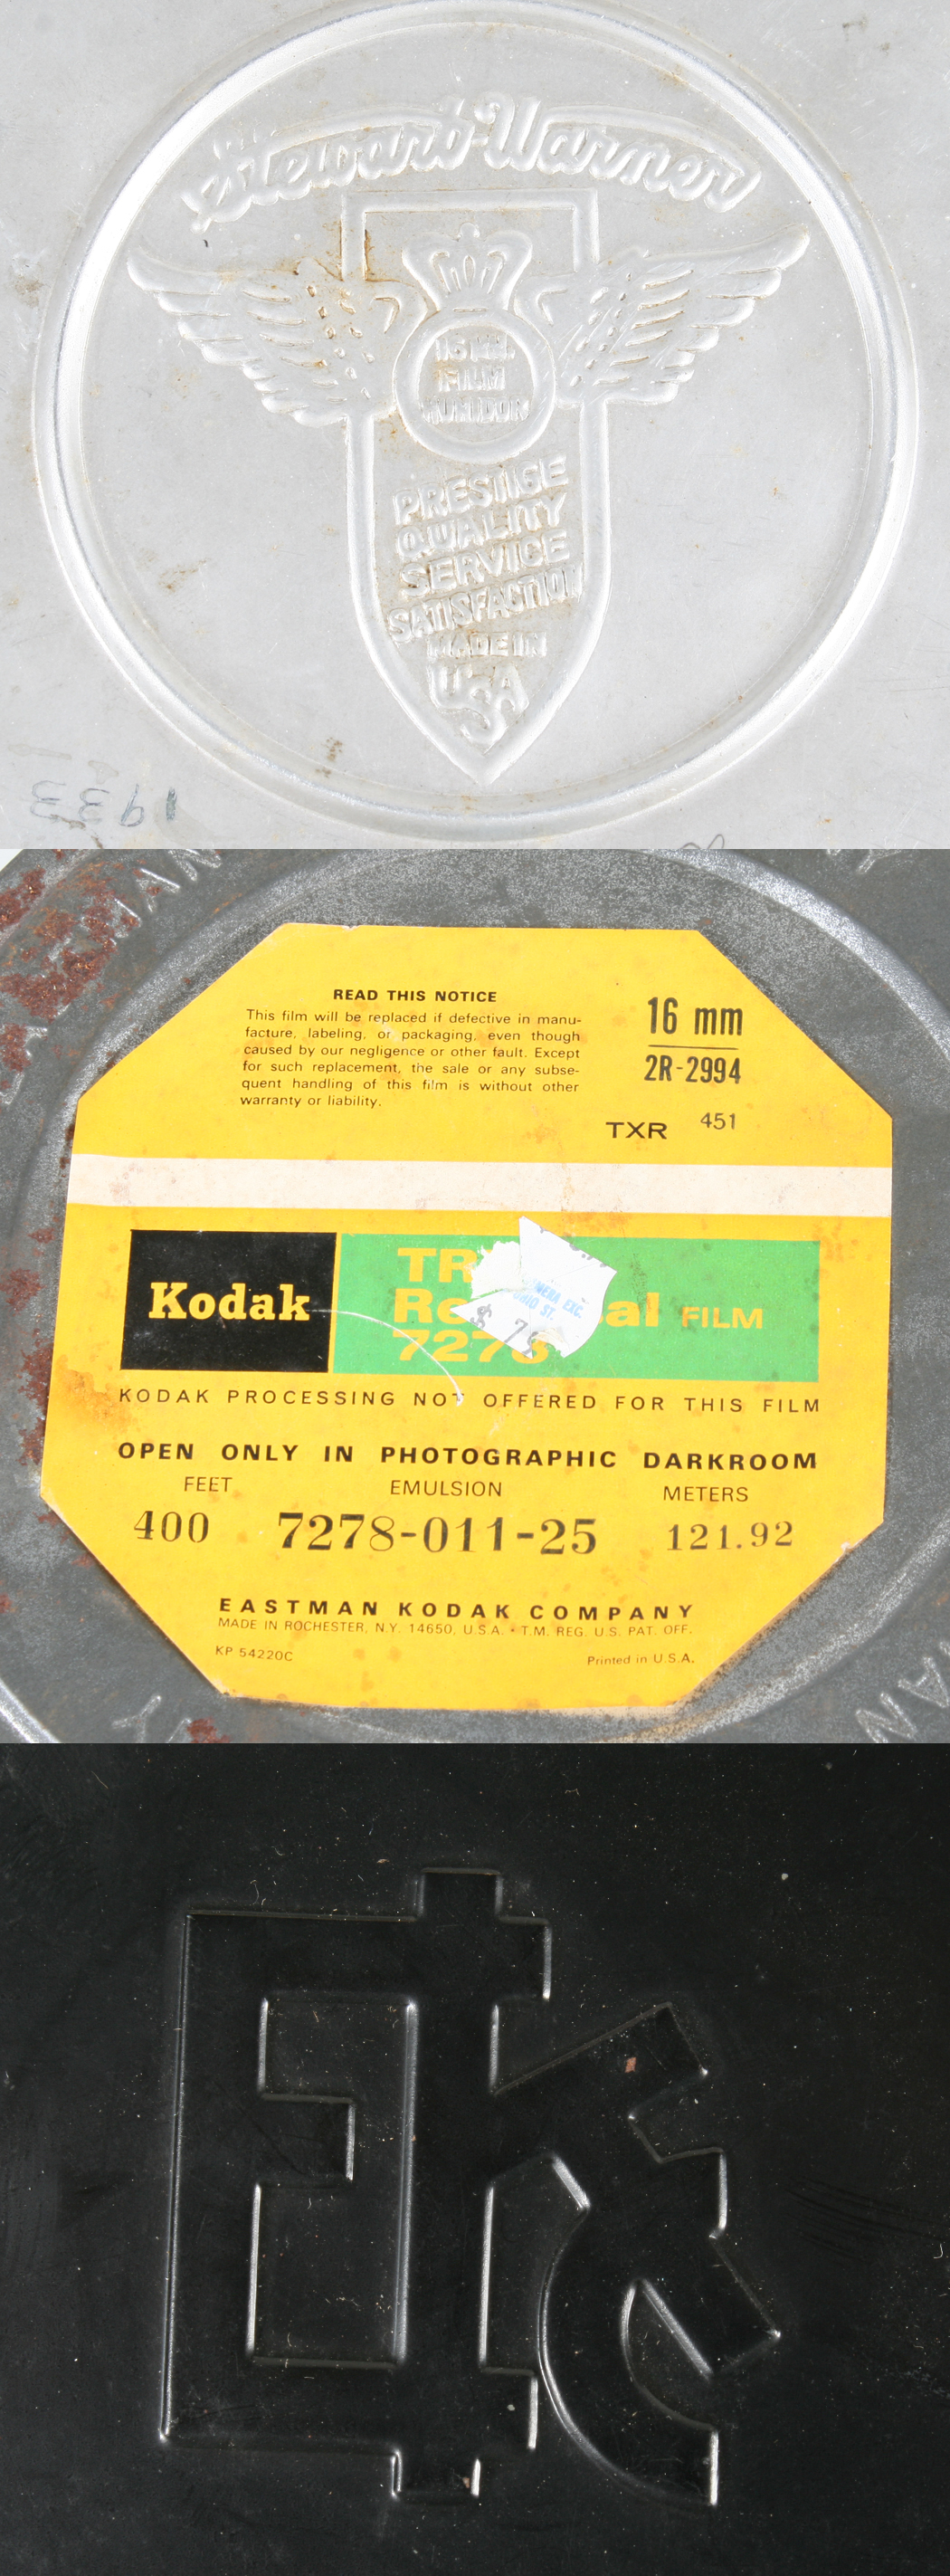 Stewart-Warner
16 MM.
FILM
HUMIDOR
PRESTIGE
QUALITY
SERVICE
SATISFACTION
MADE IN
USA
1933
READ THIS NOTICE
This film will be replaced if defective in manu-
facture, labeling, or packaging, even though
caused by our negligence or other fault. Except
for such replacement, the sale or any subse-
quent handling of this film is without other
warranty or liability.
16 mm
2R-2994
TXR 451
Kodak
FILM
7278
$
KODAK PROCESSING NOT OFFERED FOR THIS FILM
OPEN ONLY IN PHOTOGRAPHIC DARKROOM
FEET EMULSION METERS
400 7278-011-25 121.92
EASTMAN KODAK COMPANY
MADE IN ROCHESTER, N.Y. 14650, U.S.A. • T.M. REG. U.S. PAT. OFF.
KP 54220C Printed in U.S.A.